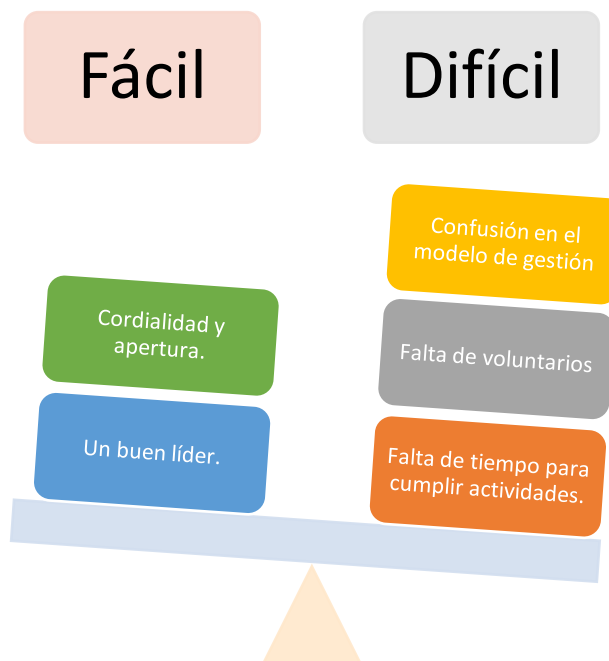 Fácil
Difícil
Cordialidad y
apertura.
Un buen líder.
Confusión en el
modelo de gestión
Falta de voluntarios
Falta de tiempo para
cumplir actividades.